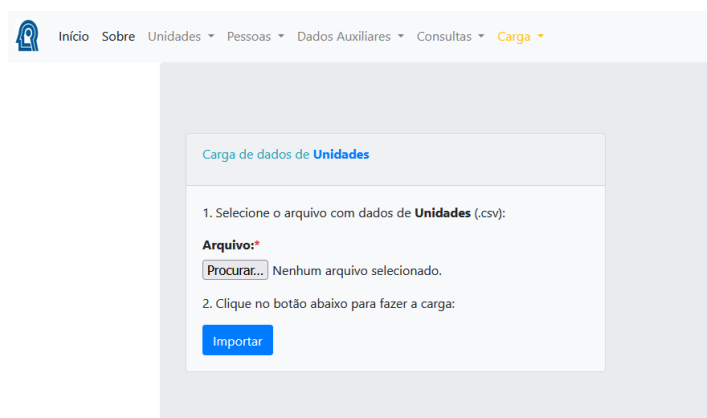 Início Sobre Unidades Pessoas Dados Auxiliares Consultas Carga
Carga de dados de Unidades
1. Selecione o arquivo com dados de Unidades (.csv):
Arquivo:*
Procurar... Nenhum arquivo selecionado.
2. Clique no botão abaixo para fazer a carga:
Importar